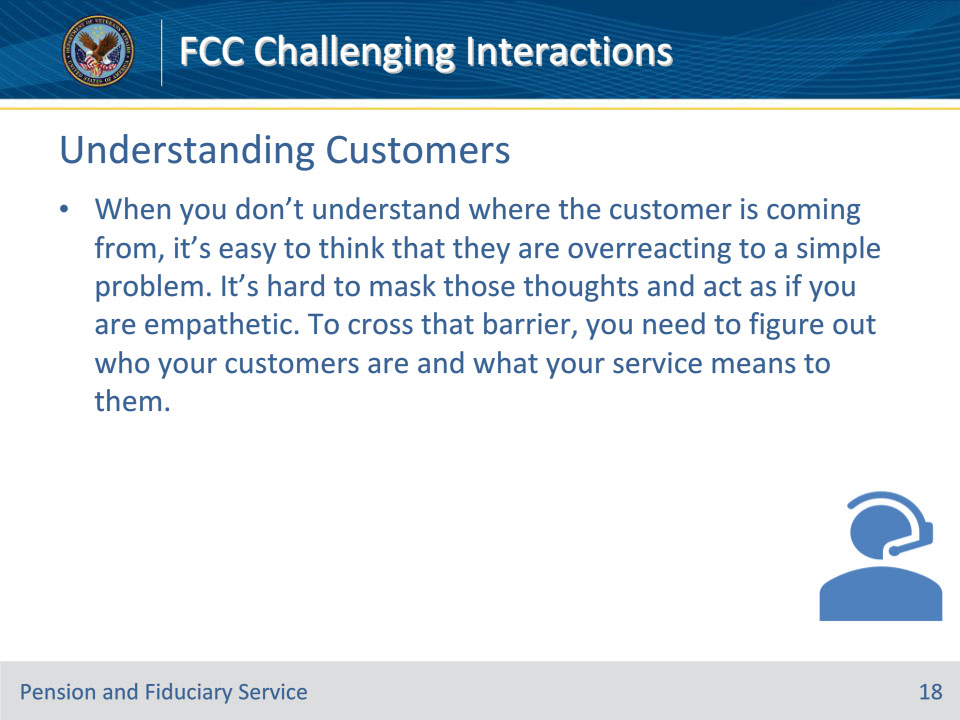 FCC Challenging Interactions
Understanding Customers
• When you don’t understand where the customer is coming
from, it’s easy to think that they are overreacting to a simple
problem. It’s hard to mask those thoughts and act as if you
are empathetic. To cross that barrier, you need to figure out
who your customers are and what your service means to
them.
Pension and Fiduciary Service
18